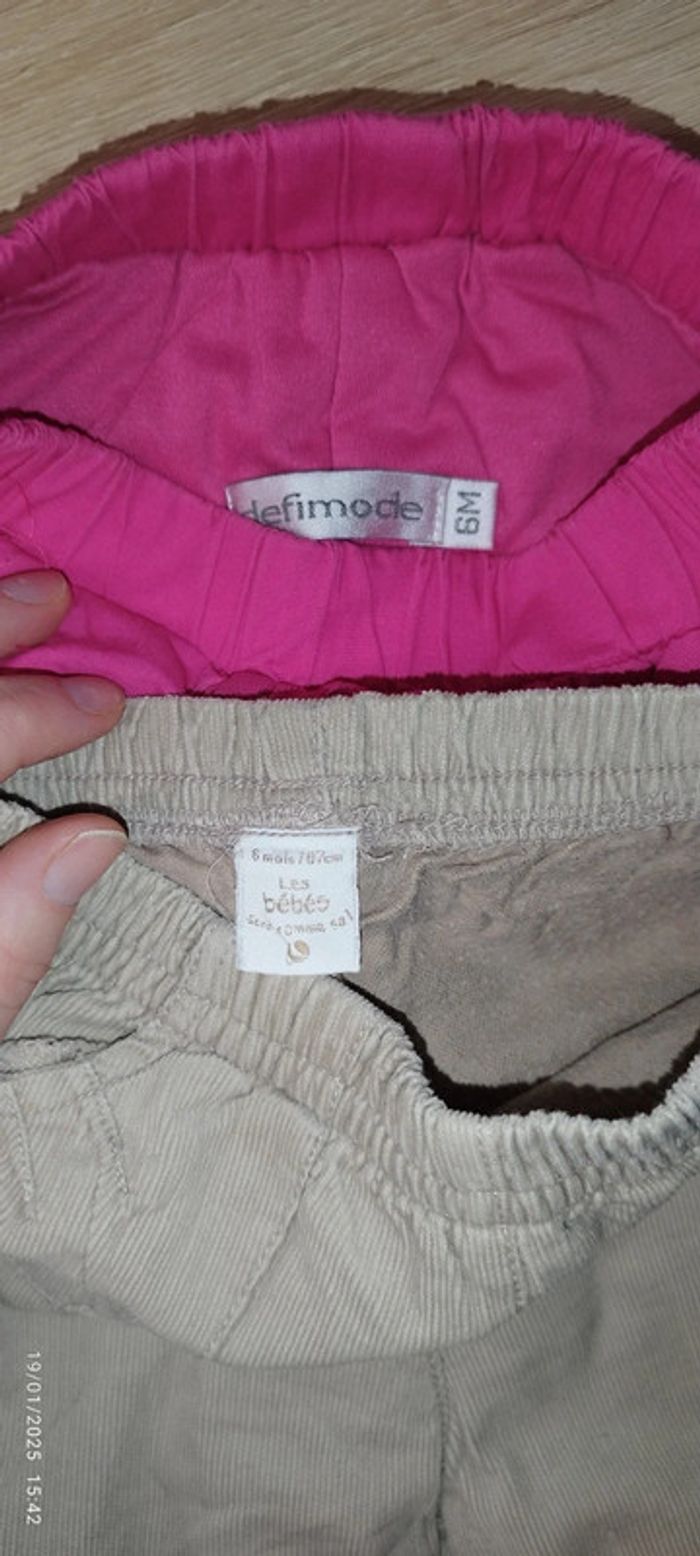 defimode
6M
6 mois / 67cm
Les
bébés
19/01/2025 15:42